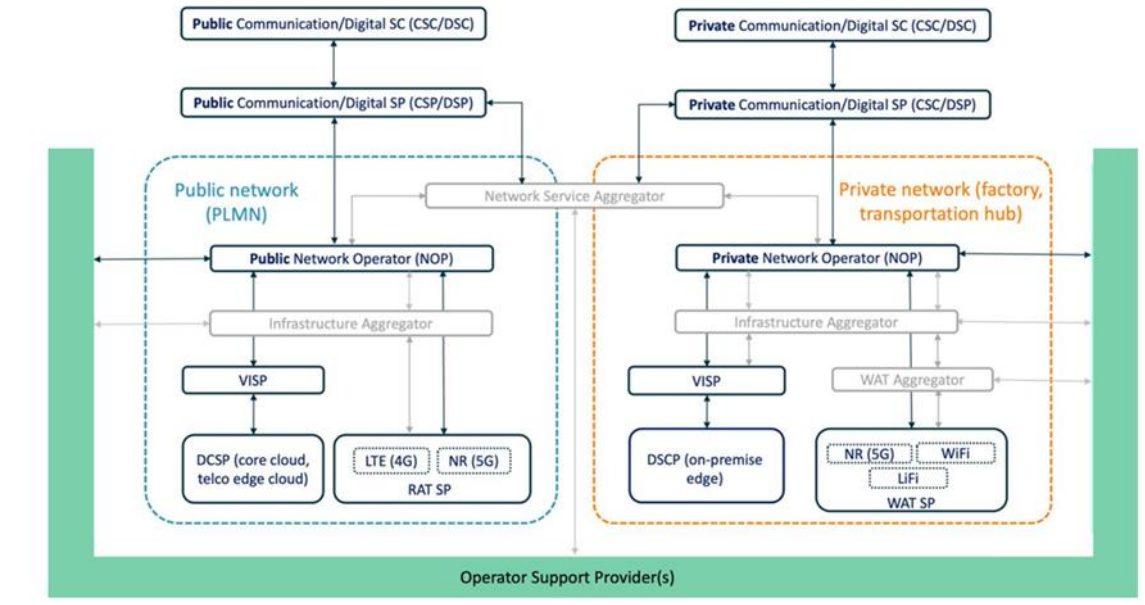 Public Communication/Digital SC (CSC/DSC)
Private Communication/Digital SC (CSC/DSC)
Public Communication/Digital SP (CSP/DSP)
Private Communication/Digital SP (CSC/DSP)
Public network
(PLMN)
Network Service Aggregator
Private network (factory,
transportation hub)
Public Network Operator (NOP)
Private Network Operator (NOP)
Infrastructure Aggregator
Infrastructure Aggregator
VISP
VISP
WAT Aggregator
DCSP (core cloud,
telco edge cloud)
LTE (4G)
NR (5G)
RAT SP
DSCP (on-premise
edge)
NR (5G)
WiFi
LiFi
WAT SP
Operator Support Provider(s)